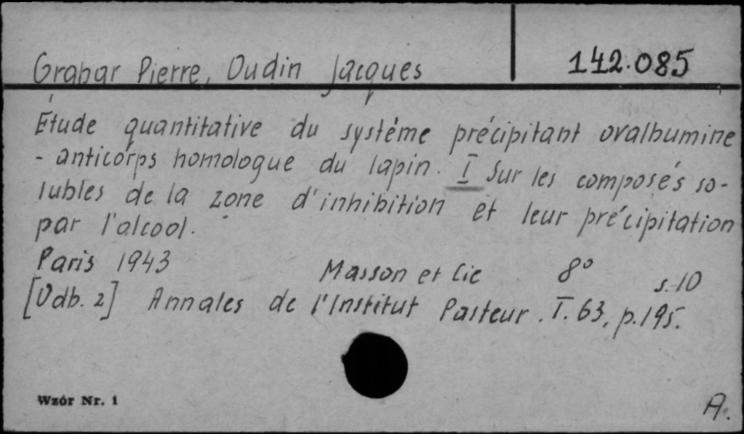 Grabar Pierre, Oudin Jacques
142.085
Étude quantitative du système précipitant ovalbumine
- anticorps homologue du lapin. I Sur les composés so-
lubles de la zone d'inhibition et leur précipitation
par l'alcool.
Paris 1943 Masson et Cie 8° s.10
[Odb. z] Annales de l'Institut Pasteur. T. 63, p.195.
Wzór Nr. 1
A.